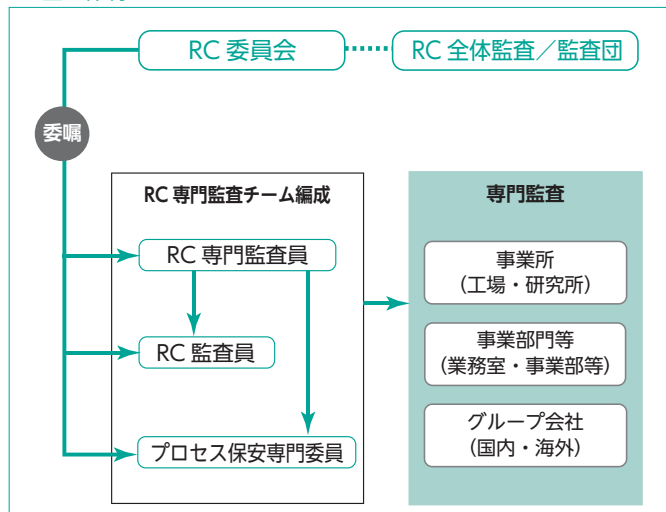 RC 委員会
RC 全体監査／監査団
委嘱
RC 専門監査チーム編成
専門監査
RC 専門監査員
RC 監査員
プロセス保安専門委員
事業所
（工場・研究所）
事業部門等
（業務室・事業部等）
グループ会社
（国内・海外）